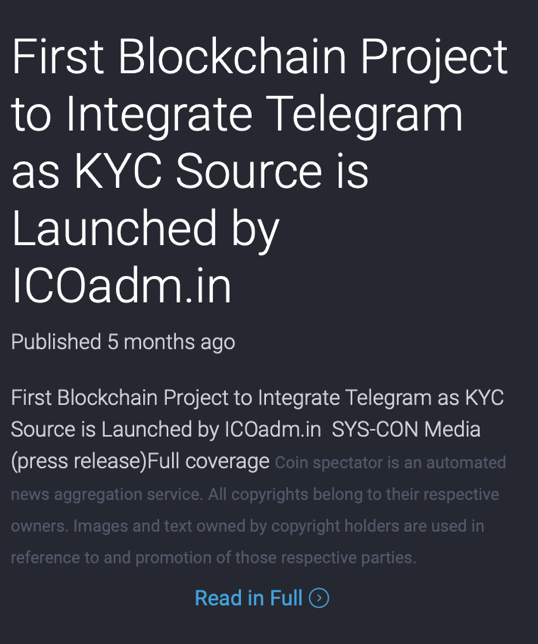 First Blockchain Project
to Integrate Telegram
as KYC Source is
Launched by
ICOadm.in
Published 5 months ago
First Blockchain Project to Integrate Telegram as KYC
Source is Launched by ICOadm.in  SYS-CON Media
(press release)Full coverage Coin spectator is an automated
news aggregation service. All copyrights belong to their respective
owners. Images and text owned by copyright holders are used in
reference to and promotion of those respective parties.
Read in Full